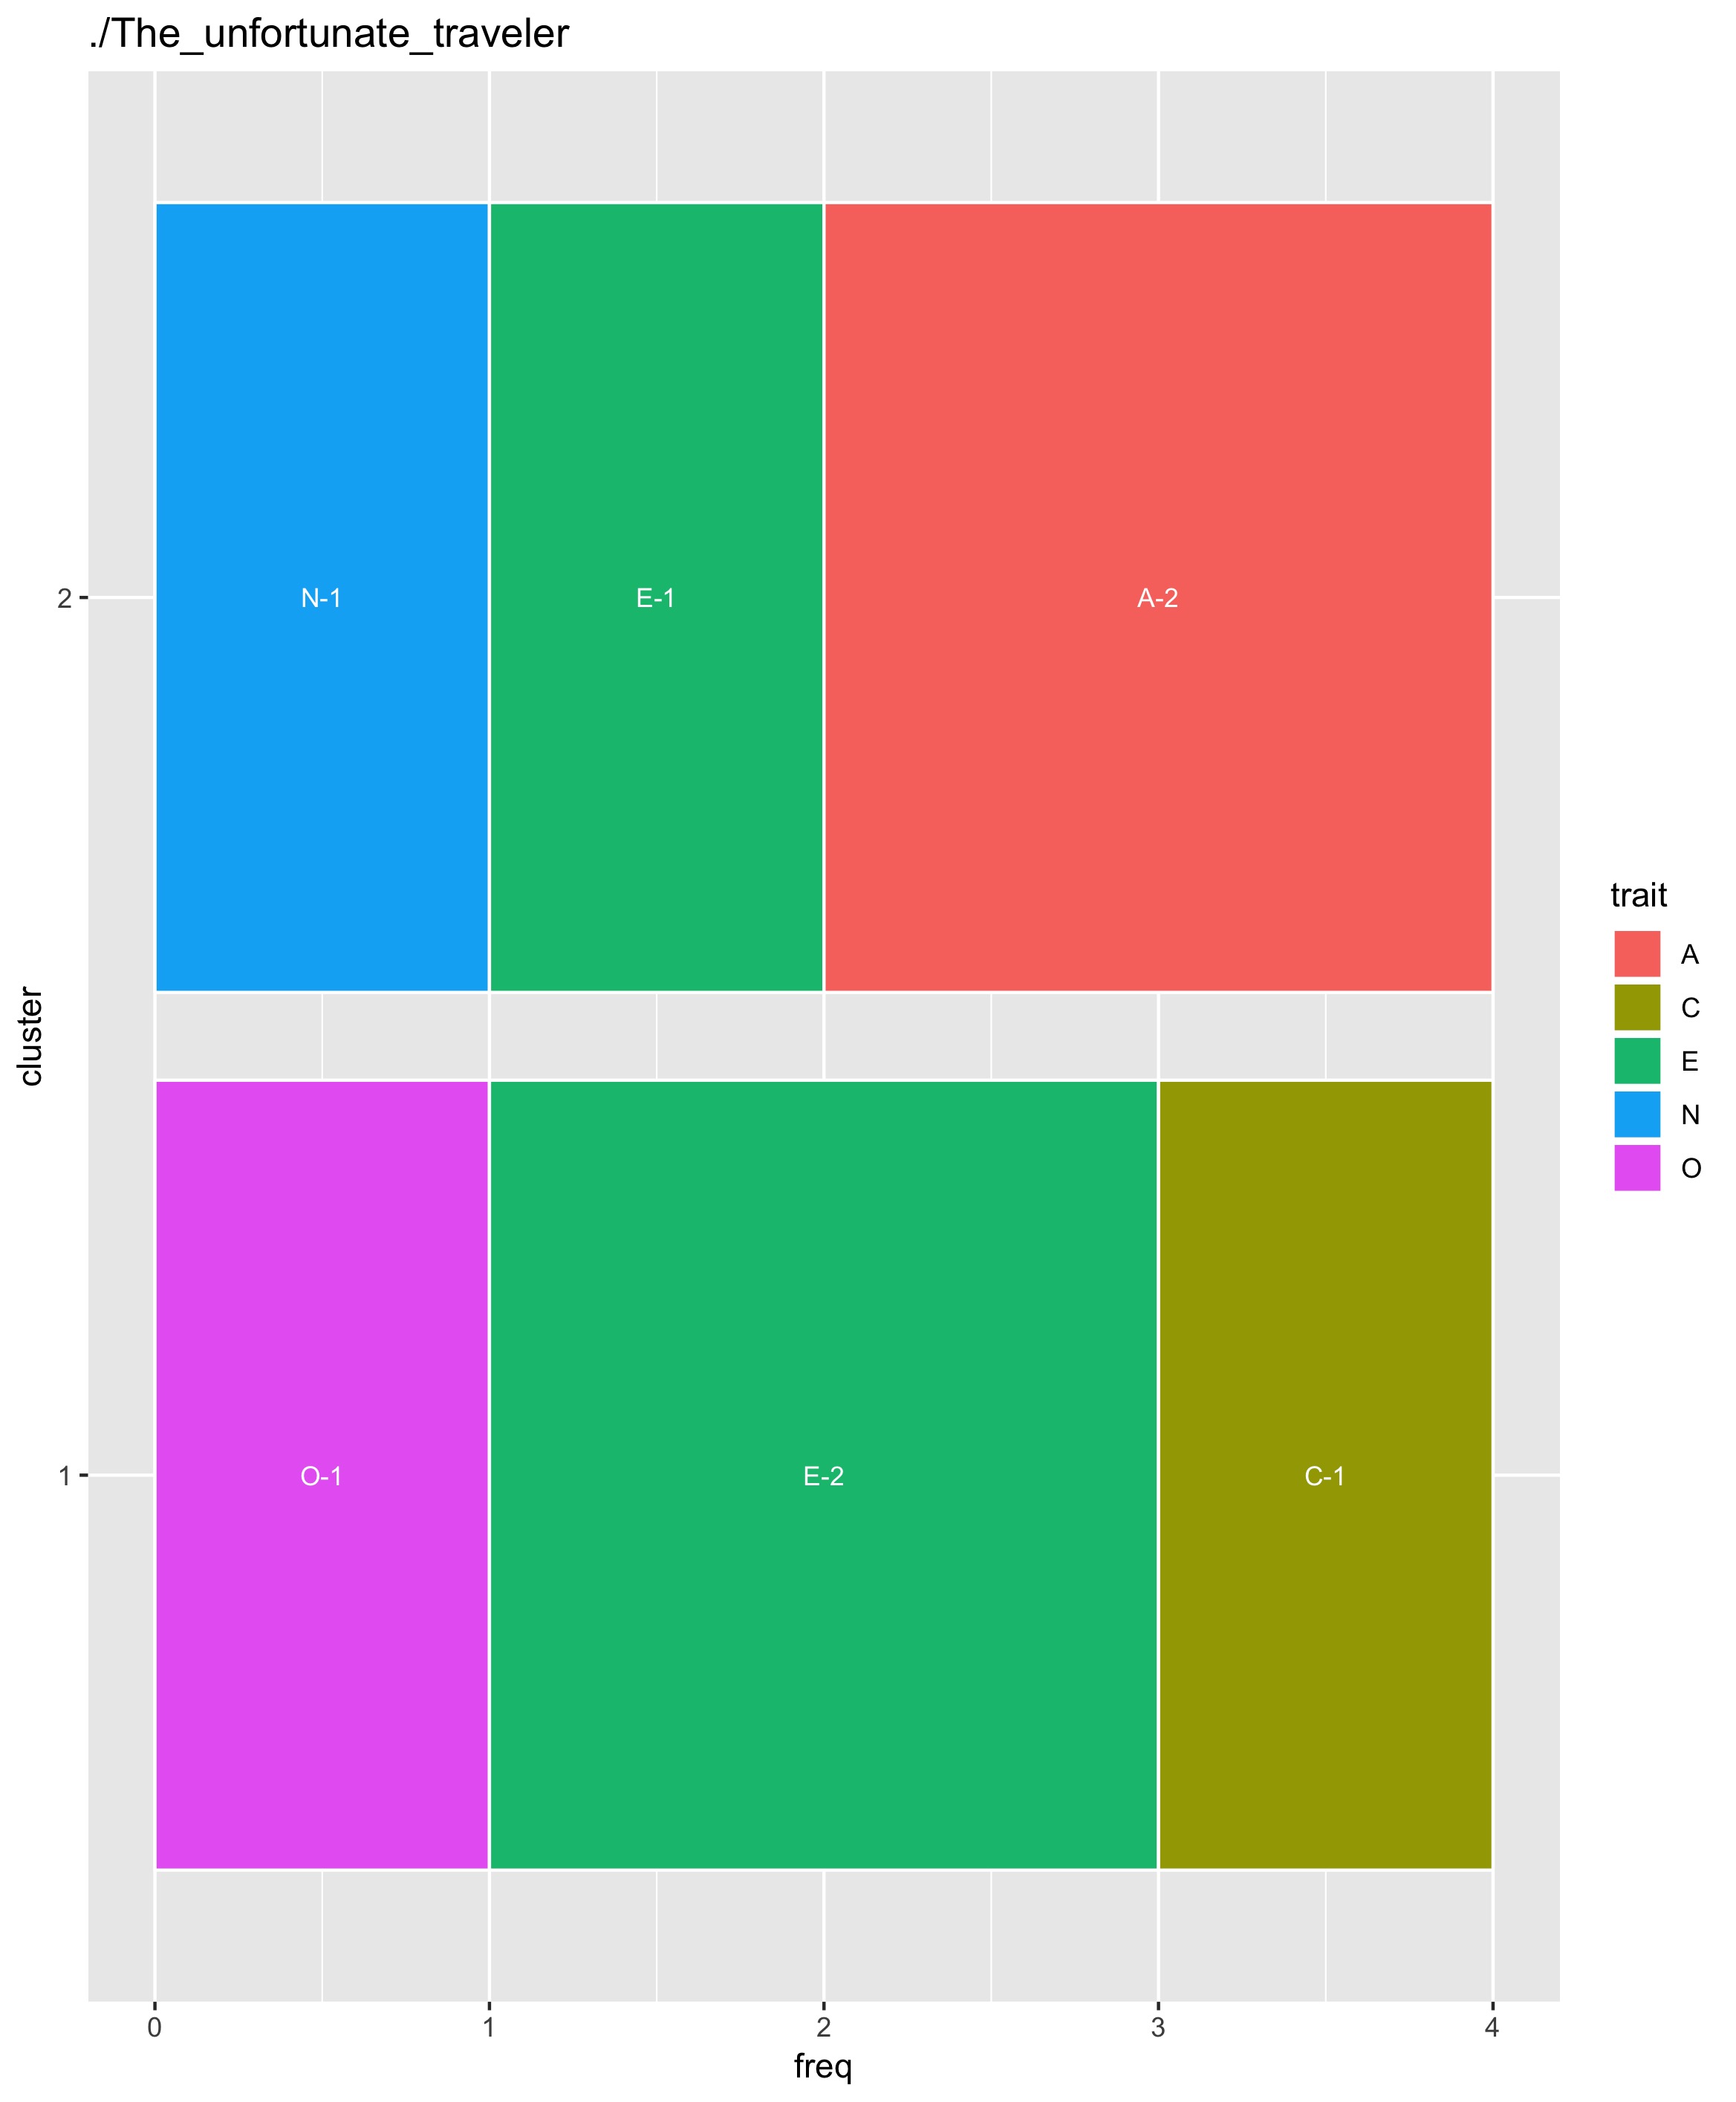 ./The_unfortunate_traveler
2
N-1
E-1
A-2
cluster
1
O-1
E-2
C-1
0
1
2
3
4
freq
trait
A
C
E
N
O